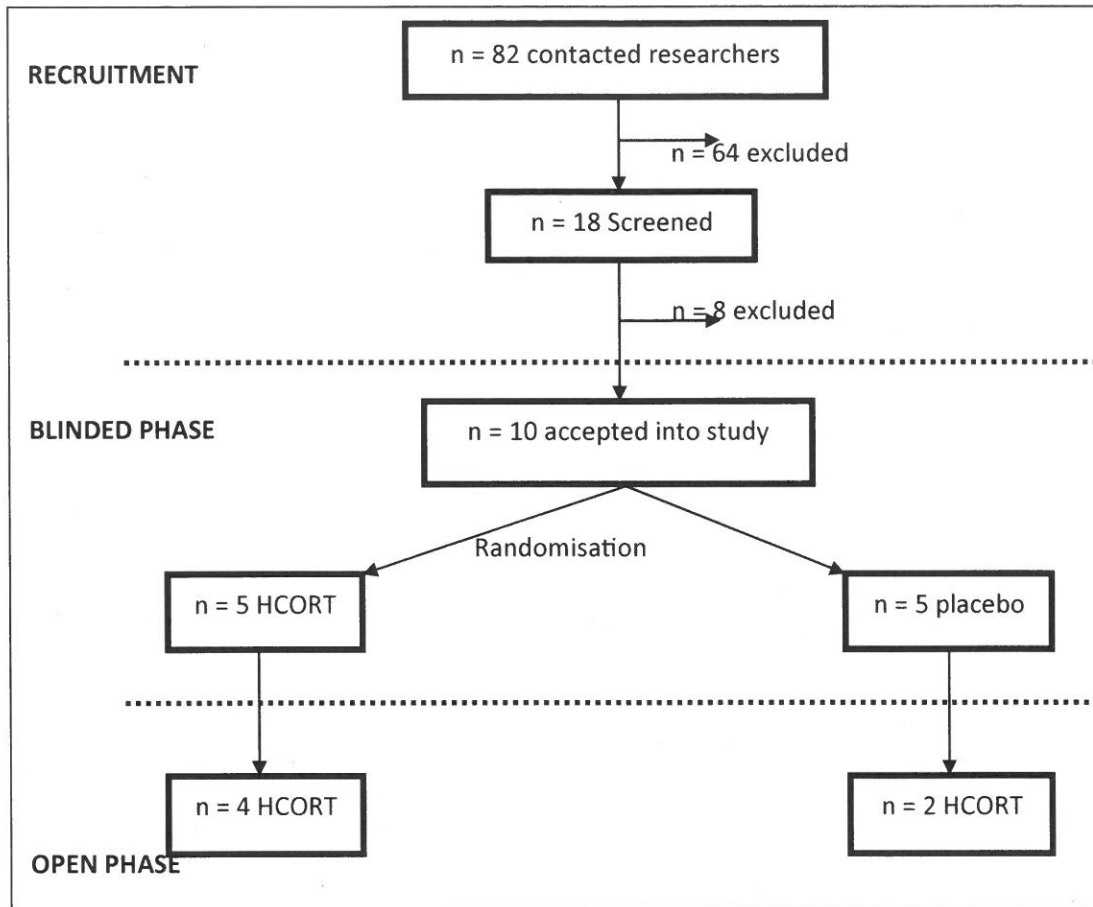 n = 82 contacted researchers
RECRUITMENT
n = 64 excluded
n = 18 Screened
n = 8 excluded
BLINDED PHASE
n = 10 accepted into study
Randomisation
n = 5 HCORT
n = 5 placebo
n = 4 HCORT
n = 2 HCORT
OPEN PHASE